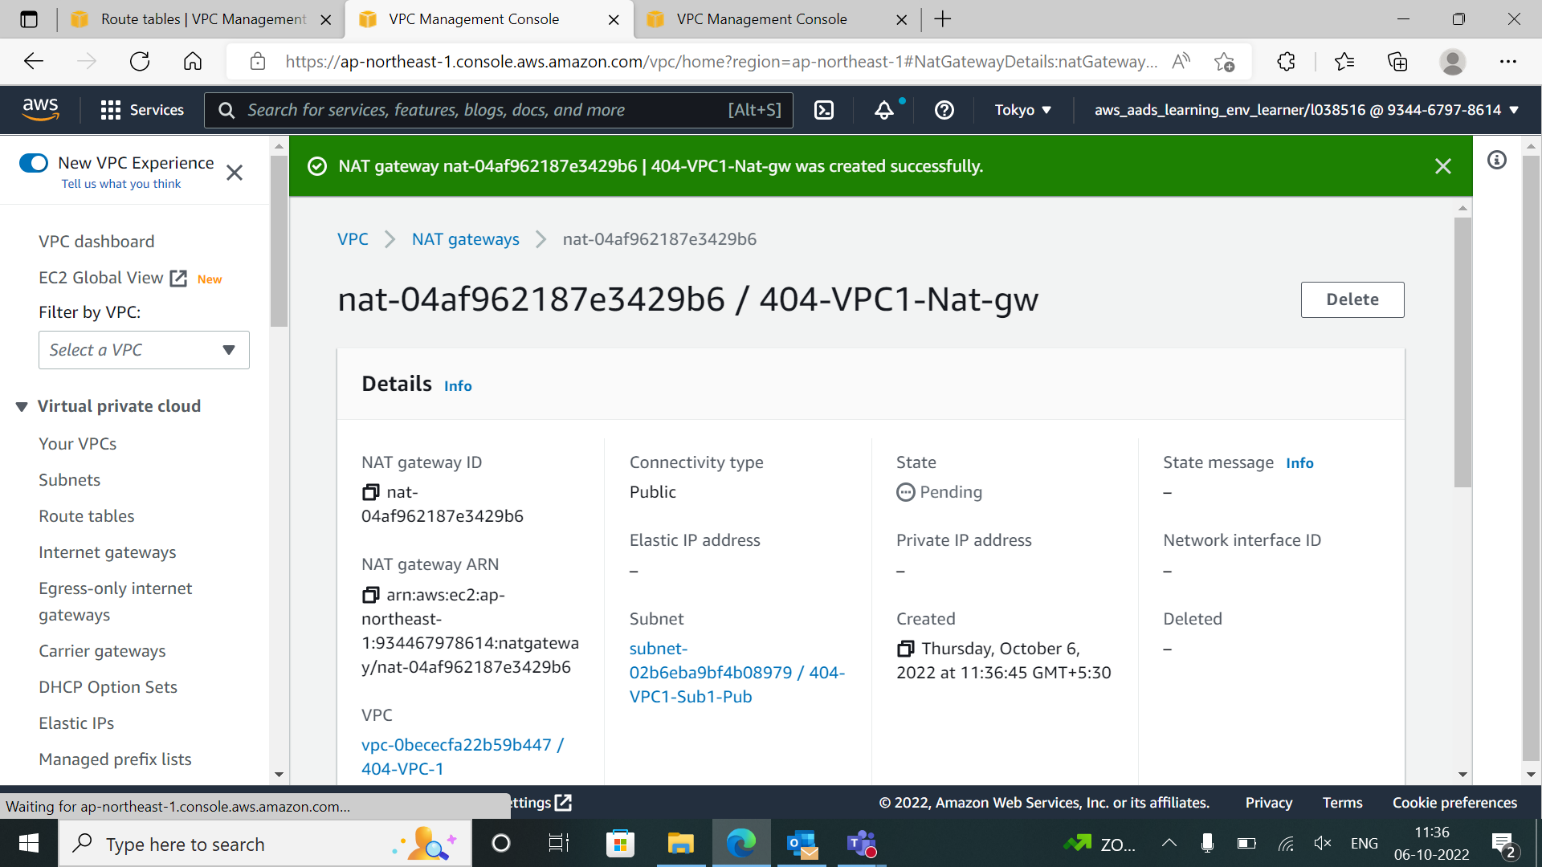 Route tables | VPC Management
VPC Management Console
VPC Management Console
https://ap-northeast-1.console.aws.amazon.com/vpc/home?region=ap-northeast-1#NatGatewayDetails:natGateway...
aws
Services
Search for services, features, blogs, docs, and more
[Alt+S]
Tokyo
aws_aads_learning_env_learner/l038516 @ 9344-6797-8614
New VPC Experience
Tell us what you think
NAT gateway nat-04af962187e3429b6 | 404-VPC1-Nat-gw was created successfully.
VPC dashboard
EC2 Global View New
Filter by VPC:
Select a VPC
Virtual private cloud
Your VPCs
Subnets
Route tables
Internet gateways
Egress-only internet
gateways
Carrier gateways
DHCP Option Sets
Elastic IPs
Managed prefix lists
VPC
NAT gateways
nat-04af962187e3429b6
nat-04af962187e3429b6 / 404-VPC1-Nat-gw
Delete
Details Info
NAT gateway ID
nat-
04af962187e3429b6
NAT gateway ARN
arn:aws:ec2:ap-
northeast-
1:934467978614:natgatewa
y/nat-04af962187e3429b6
VPC
vpc-0bececfa22b59b447 /
404-VPC-1
Connectivity type
Public
Elastic IP address
–
Subnet
subnet-
02b6eba9bf4b08979 / 404-
VPC1-Sub1-Pub
State
Pending
Private IP address
–
Created
Thursday, October 6,
2022 at 11:36:45 GMT+5:30
State message Info
–
Network interface ID
–
Deleted
–
Waiting for ap-northeast-1.console.aws.amazon.com...
ettings
© 2022, Amazon Web Services, Inc. or its affiliates.
Privacy
Terms
Cookie preferences
Type here to search
ZO...
ENG
11:36
06-10-2022
2